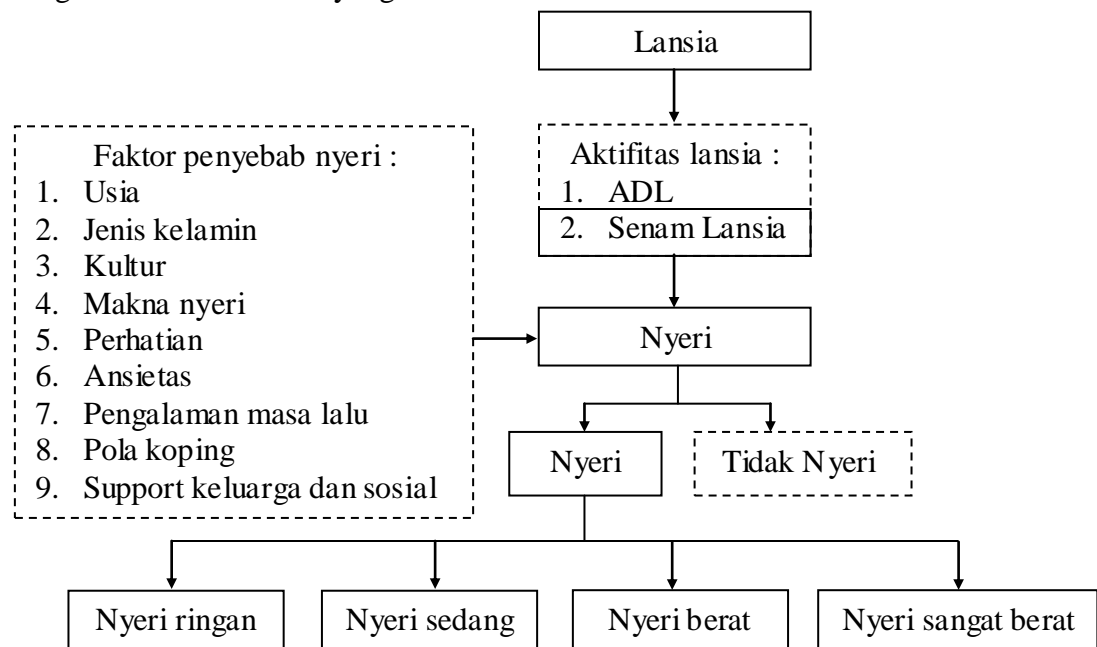 Lansia
Faktor penyebab nyeri :
1. Usia
2. Jenis kelamin
3. Kultur
4. Makna nyeri
5. Perhatian
6. Ansietas
7. Pengalaman masa lalu
8. Pola koping
9. Support keluarga dan sosial
Aktifitas lansia :
1. ADL
2. Senam Lansia
Nyeri
Nyeri
Tidak Nyeri
Nyeri ringan
Nyeri sedang
Nyeri berat
Nyeri sangat berat